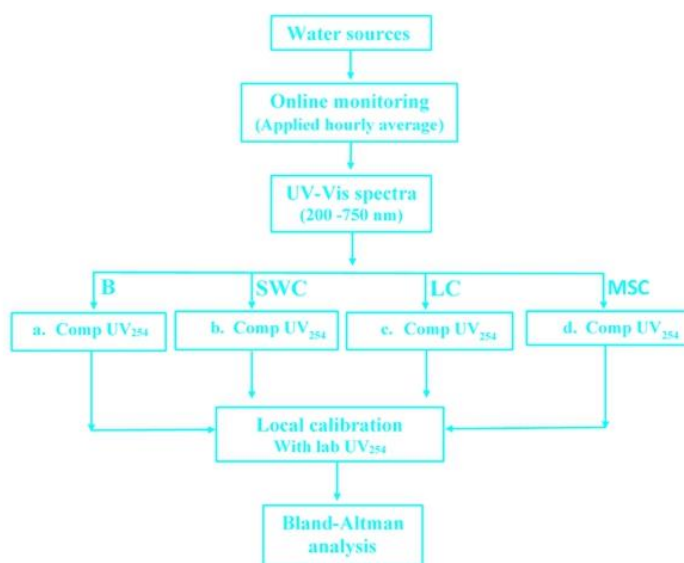 Water sources
Online monitoring
(Applied hourly average)
UV-Vis spectra
(200 -750 nm)
B SWC LC MSC
a. Comp UV₂₅₄ b. Comp UV₂₅₄ c. Comp UV₂₅₄ d. Comp UV₂₅₄
Local calibration
With lab UV₂₅₄
Bland-Altman
analysis